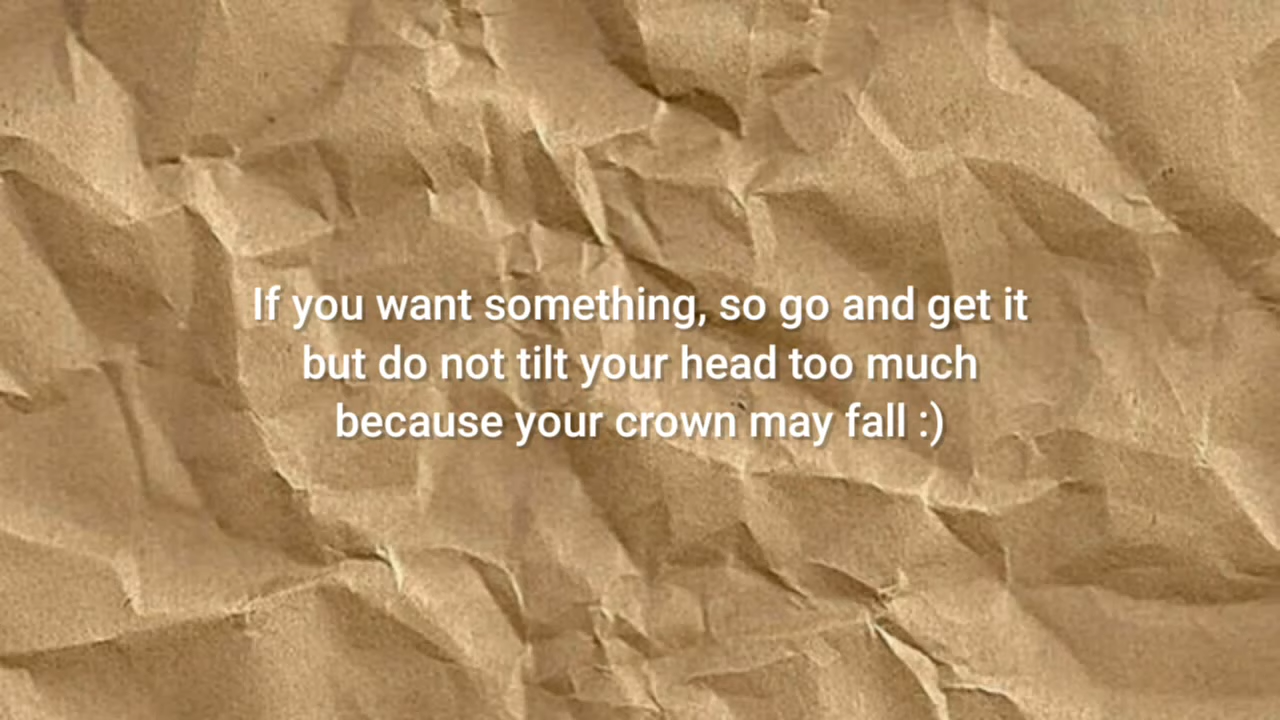 If you want something, so go and get it
but do not tilt your head too much
because your crown may fall :)